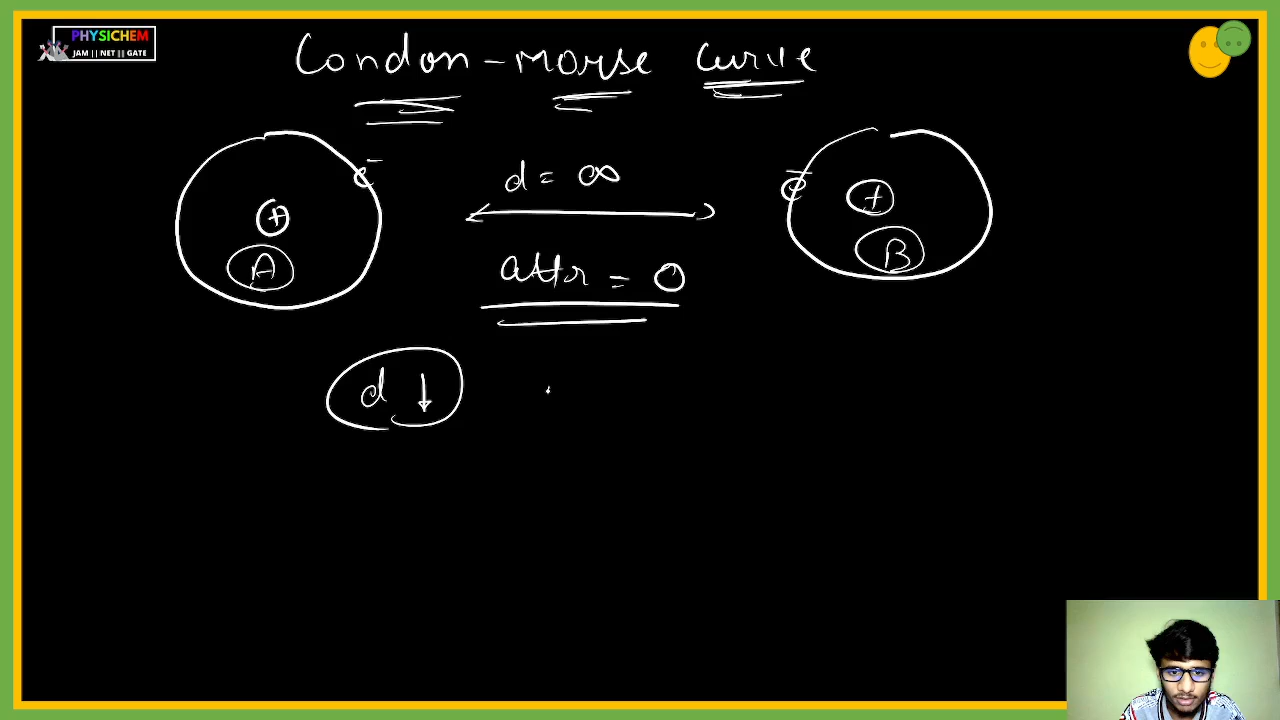 PHYSICHEM
JAM || NET || GATE
Condon - morse curve
e⁻
d = ∞
e⁻
+
+
A
attr = 0
B
d ↓